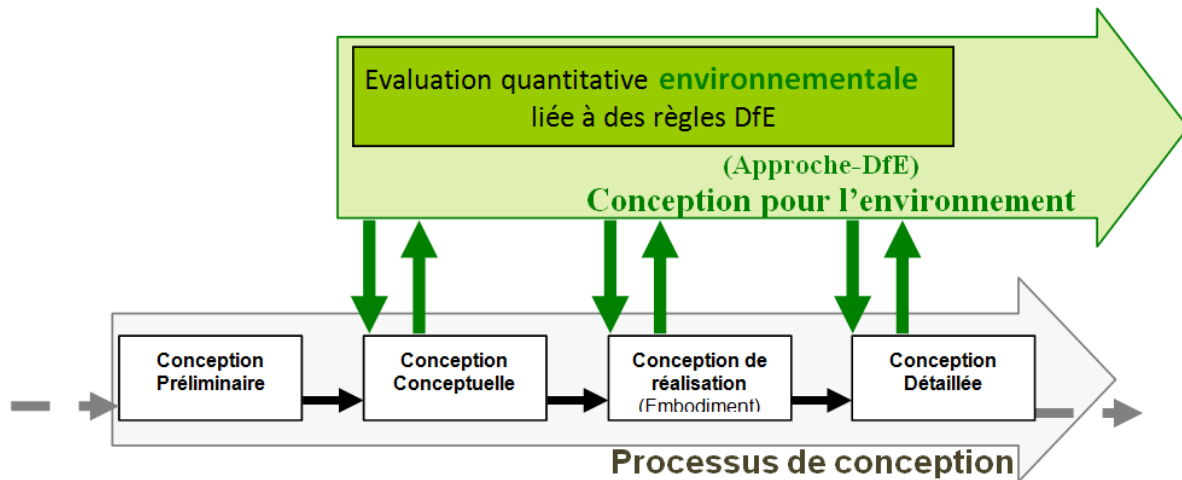 Evaluation quantitative environnementale
liée à des règles DfE
(Approche-DfE)
Conception pour l’environnement
Conception
Préliminaire
Conception
Conceptuelle
Conception de
réalisation
(Embodiment)
Conception
Détaillée
Processus de conception